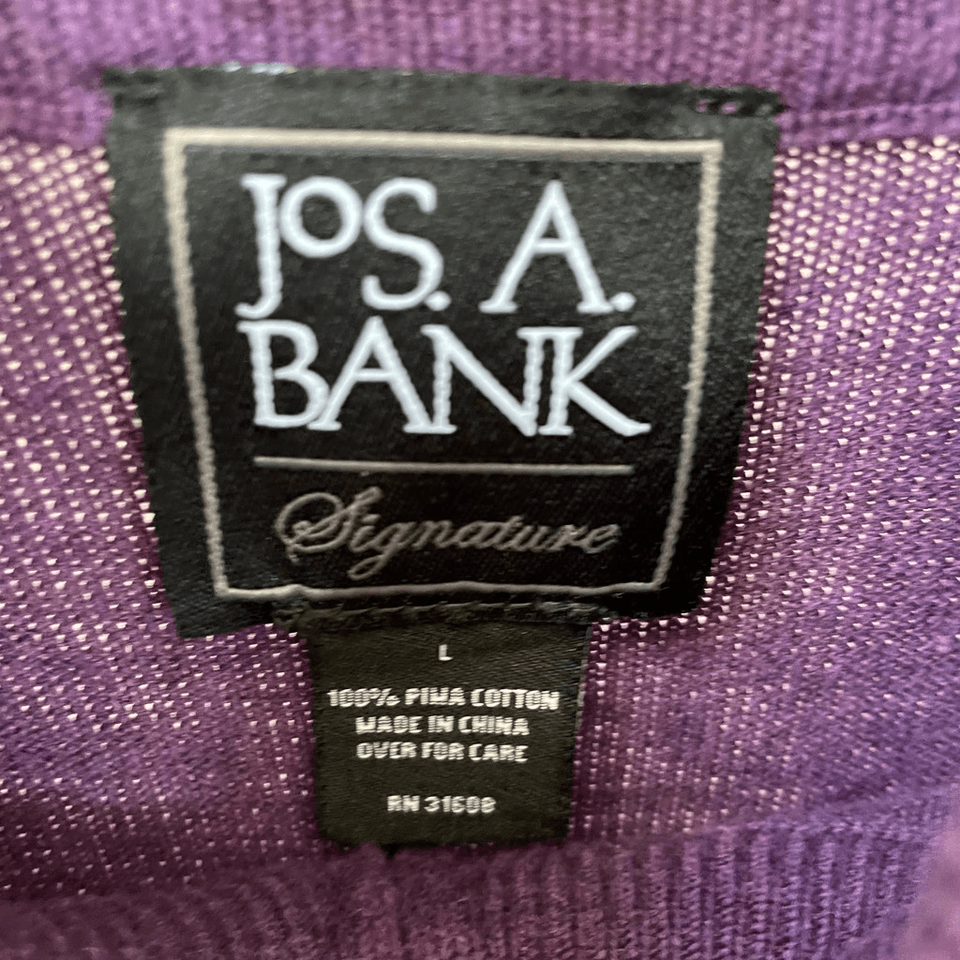 JOS. A.
BANK
Signature
L
100% PIMA COTTON
MADE IN CHINA
OVER FOR CARE
RN 31608